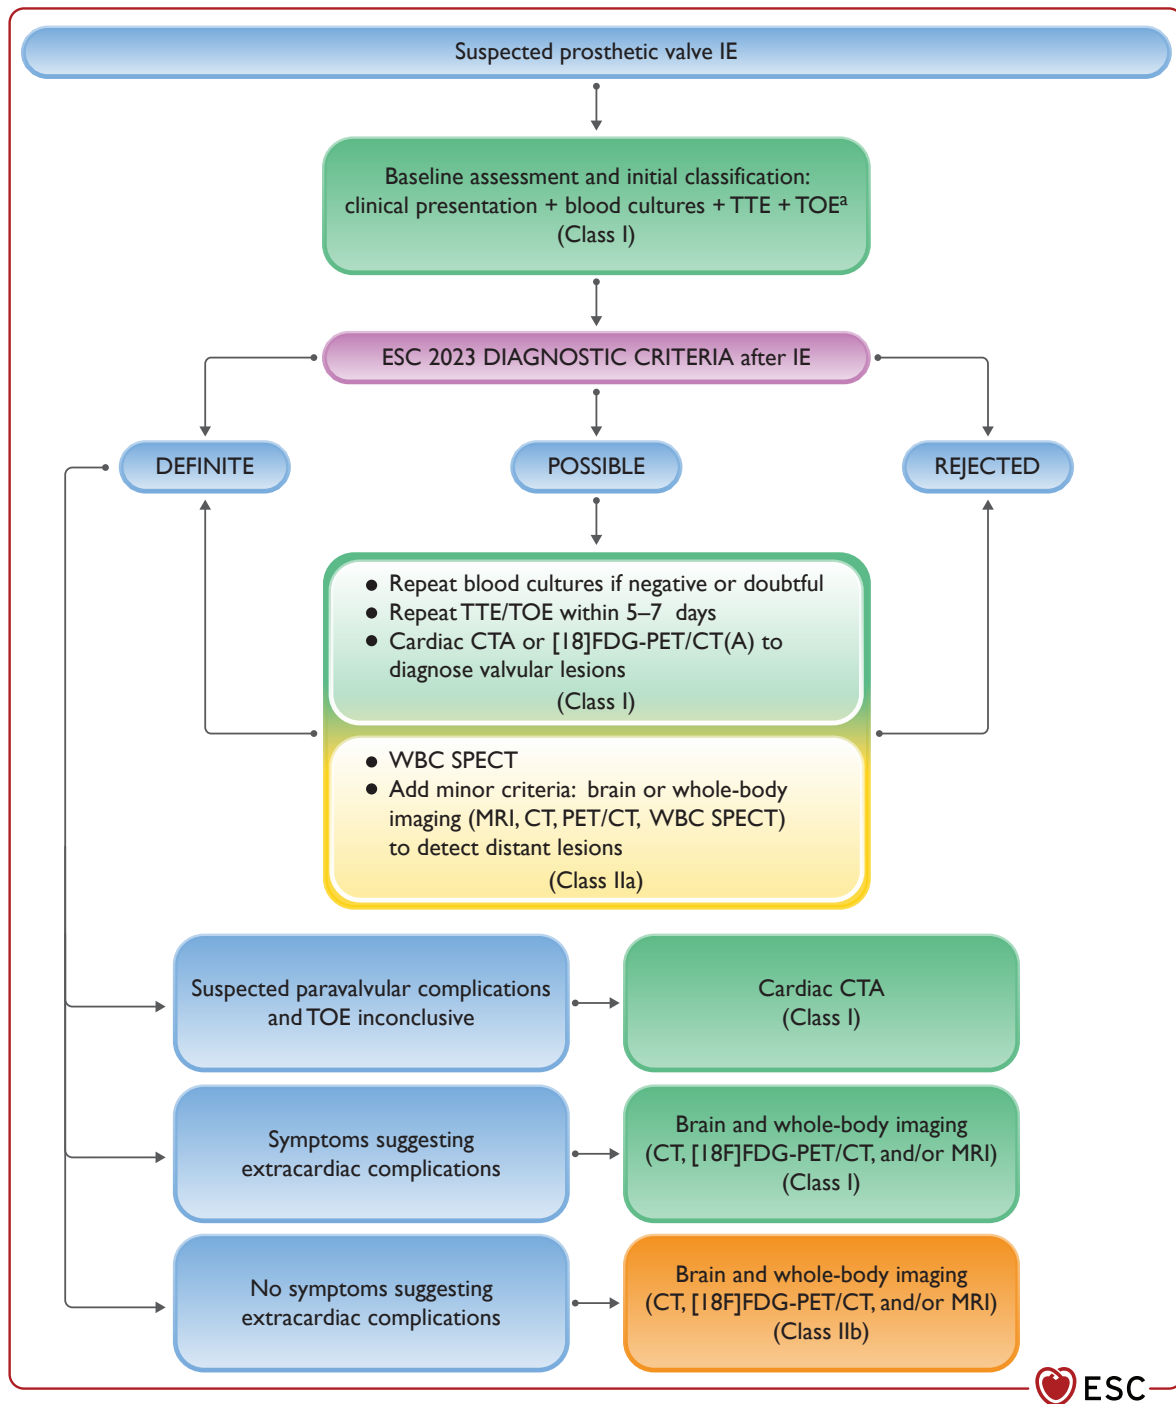 Suspected prosthetic valve IE
Baseline assessment and initial classification:
clinical presentation + blood cultures + TTE + TOEᵃ
(Class I)
ESC 2023 DIAGNOSTIC CRITERIA after IE
DEFINITE
POSSIBLE
REJECTED
● Repeat blood cultures if negative or doubtful
● Repeat TTE/TOE within 5–7 days
● Cardiac CTA or [18]FDG-PET/CT(A) to
diagnose valvular lesions
(Class I)
● WBC SPECT
● Add minor criteria: brain or whole-body
imaging (MRI, CT, PET/CT, WBC SPECT)
to detect distant lesions
(Class IIa)
Suspected paravalvular complications
and TOE inconclusive
Cardiac CTA
(Class I)
Symptoms suggesting
extracardiac complications
Brain and whole-body imaging
(CT, [18F]FDG-PET/CT, and/or MRI)
(Class I)
No symptoms suggesting
extracardiac complications
Brain and whole-body imaging
(CT, [18F]FDG-PET/CT, and/or MRI)
(Class IIb)
ESC